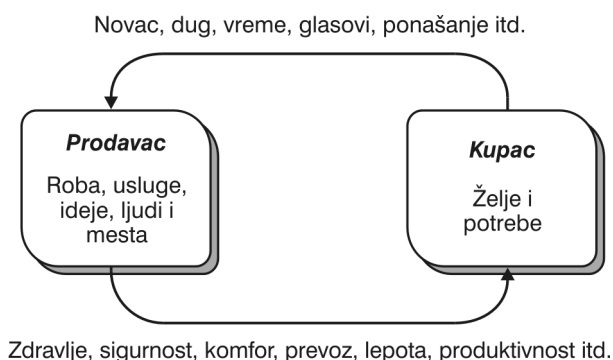 Novac, dug, vreme, glasovi, ponašanje itd.
Prodavac
Roba, usluge,
ideje, ljudi i
mesta
Kupac
Želje i
potrebe
Zdravlje, sigurnost, komfor, prevoz, lepota, produktivnost itd.